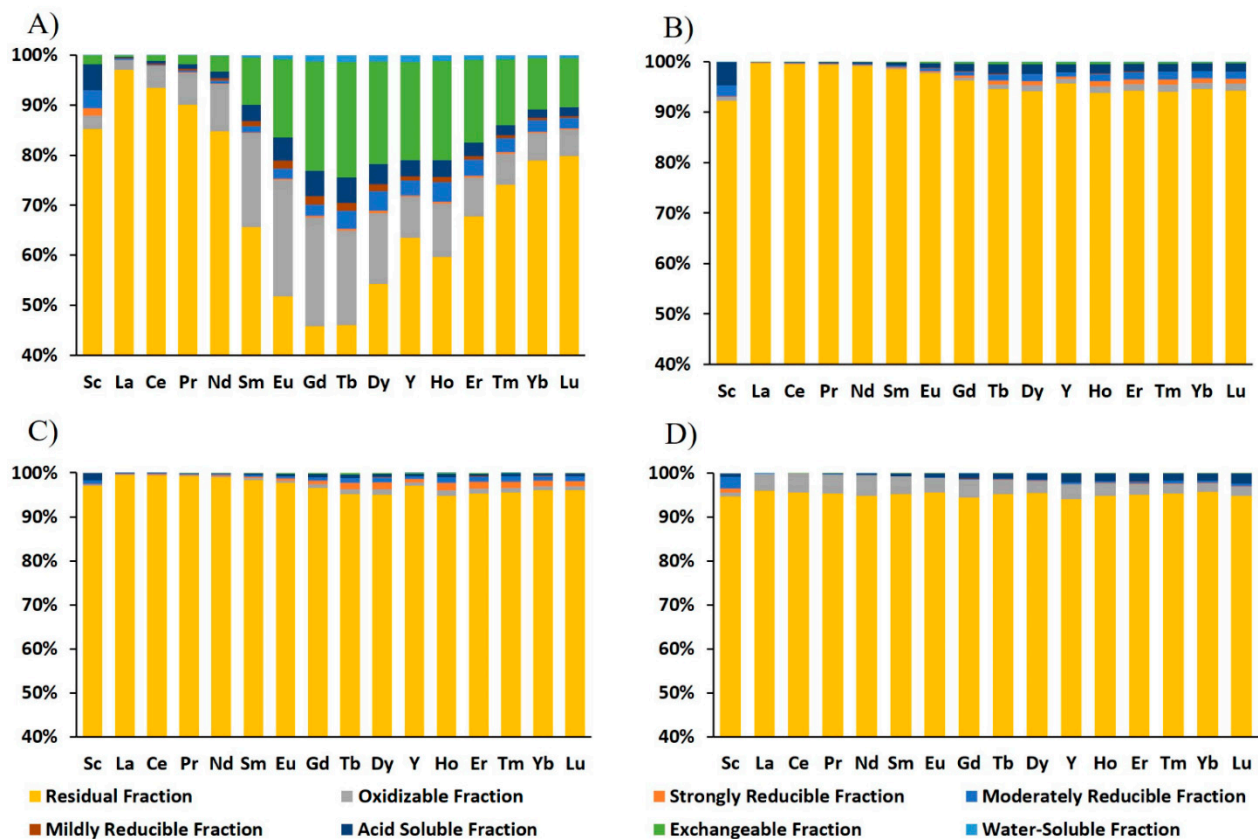 A)
100%
90%
80%
70%
60%
50%
40%
Sc La Ce Pr Nd Sm Eu Gd Tb Dy Y Ho Er Tm Yb Lu
B)
100%
90%
80%
70%
60%
50%
40%
Sc La Ce Pr Nd Sm Eu Gd Tb Dy Y Ho Er Tm Yb Lu
C)
100%
90%
80%
70%
60%
50%
40%
Sc La Ce Pr Nd Sm Eu Gd Tb Dy Y Ho Er Tm Yb Lu
D)
100%
90%
80%
70%
60%
50%
40%
Sc La Ce Pr Nd Sm Eu Gd Tb Dy Y Ho Er Tm Yb Lu
Residual Fraction Oxidizable Fraction Strongly Reducible Fraction Moderately Reducible Fraction
Mildly Reducible Fraction Acid Soluble Fraction Exchangeable Fraction Water-Soluble Fraction